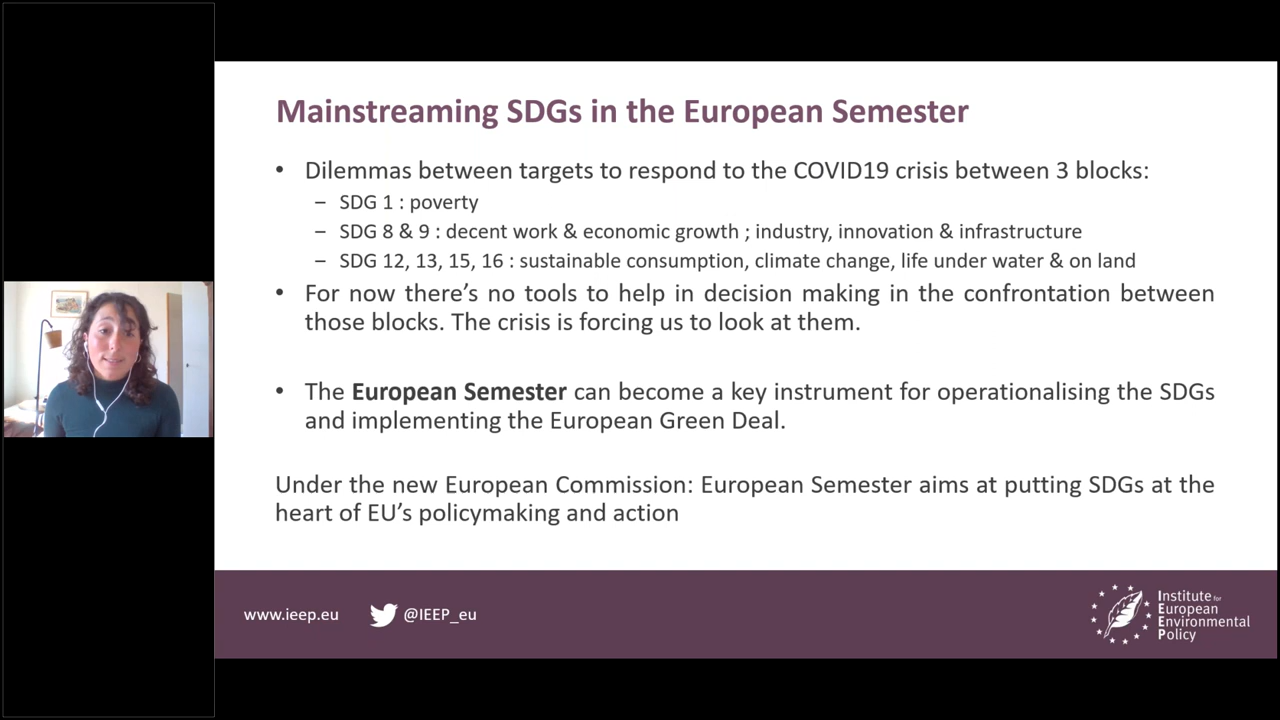 Mainstreaming SDGs in the European Semester
• Dilemmas between targets to respond to the COVID19 crisis between 3 blocks:
– SDG 1 : poverty
– SDG 8 & 9 : decent work & economic growth ; industry, innovation & infrastructure
– SDG 12, 13, 15, 16 : sustainable consumption, climate change, life under water & on land
• For now there's no tools to help in decision making in the confrontation between
those blocks. The crisis is forcing us to look at them.
• The European Semester can become a key instrument for operationalising the SDGs
and implementing the European Green Deal.
Under the new European Commission: European Semester aims at putting SDGs at the
heart of EU's policymaking and action
www.ieep.eu
@IEEP_eu
Institute for
European
Environmental
Policy